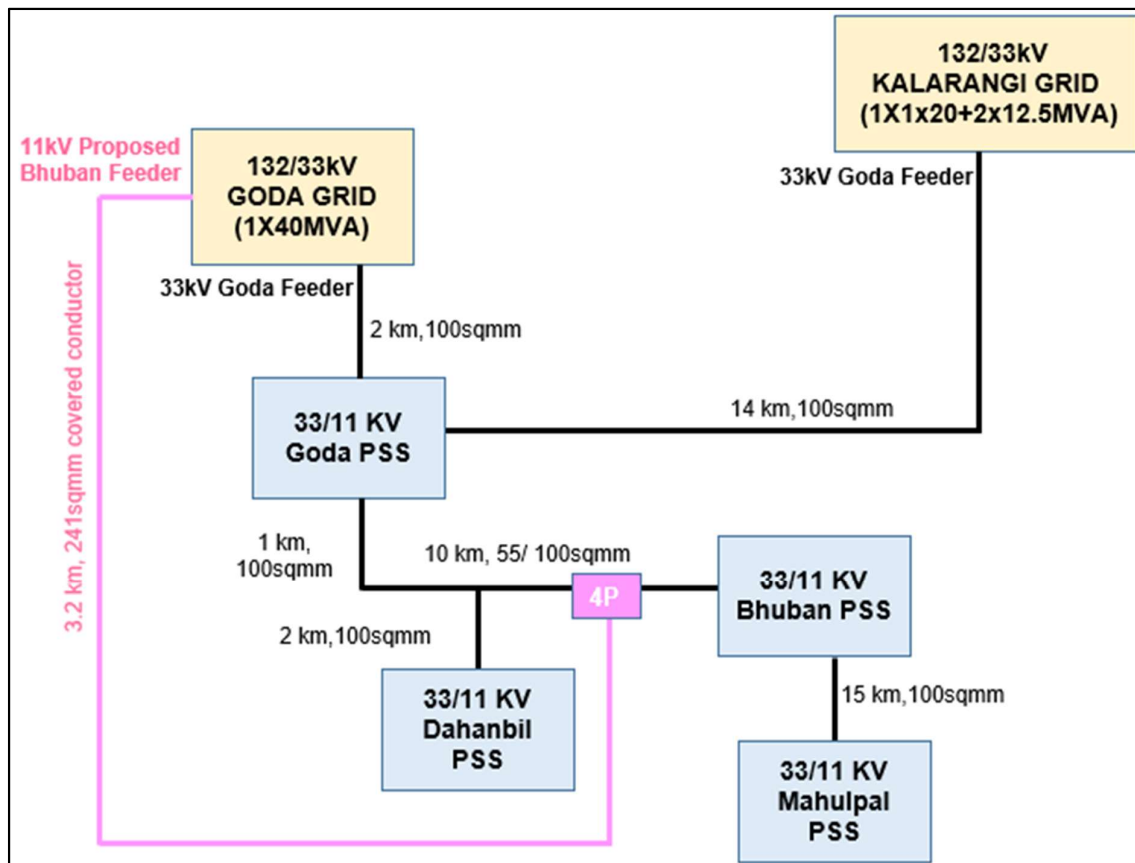 132/33kV
KALARANGI GRID
(1X1x20+2x12.5MVA)
11kV Proposed
Bhuban Feeder
132/33kV
GODA GRID
(1X40MVA)
33kV Goda Feeder
33kV Goda Feeder
2 km,100sqmm
3.2 km, 241sqmm covered conductor
33/11 KV
Goda PSS
14 km,100sqmm
1 km,
100sqmm
10 km, 55/ 100sqmm
4P
33/11 KV
Bhuban PSS
2 km,100sqmm
33/11 KV
Dahanbil
PSS
15 km,100sqmm
33/11 KV
Mahulpal
PSS